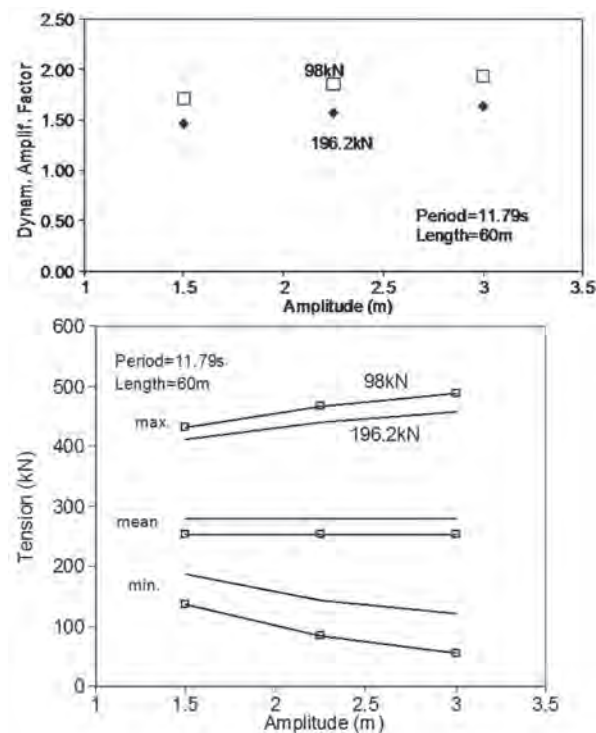 2.50
2.00
1.50
1.00
0.50
0.00
Dynam. Amplif. Factor
98kN
196.2kN
Period=11.79s
Length=60m
1 1.5 2 2.5 3 3.5
Amplitude (m)
600
500
400
300
200
100
0
Tension (kN)
Period=11.79s
Length=60m
98kN
max.
196.2kN
mean
min.
1 1.5 2 2.5 3 3.5
Amplitude (m)